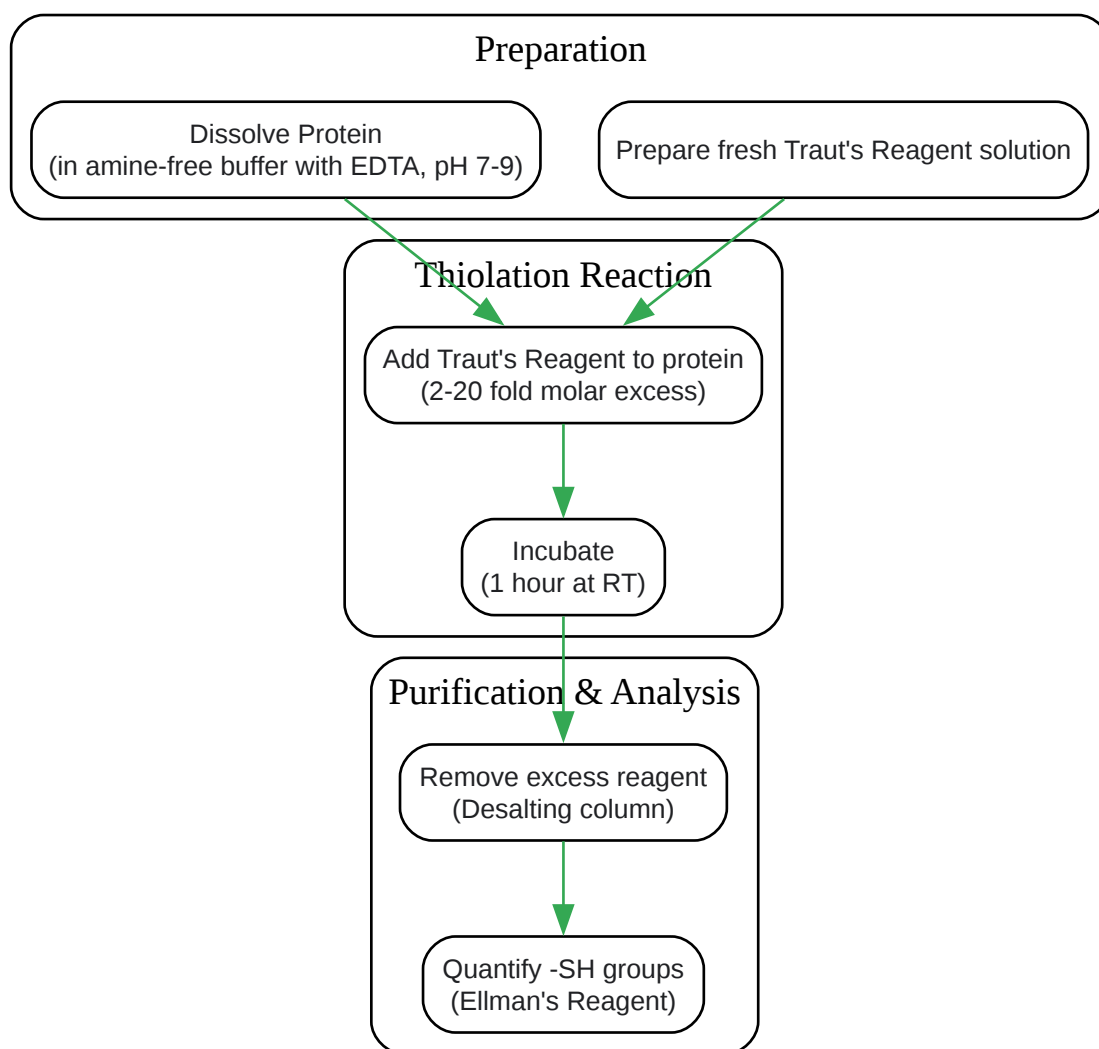 Preparation
Dissolve Protein
(in amine-free buffer with EDTA, pH 7-9)
Prepare fresh Traut's Reagent solution
Thiolation Reaction
Add Traut's Reagent to protein
(2-20 fold molar excess)
Incubate
(1 hour at RT)
Purification & Analysis
Remove excess reagent
(Desalting column)
Quantify -SH groups
(Ellman's Reagent)